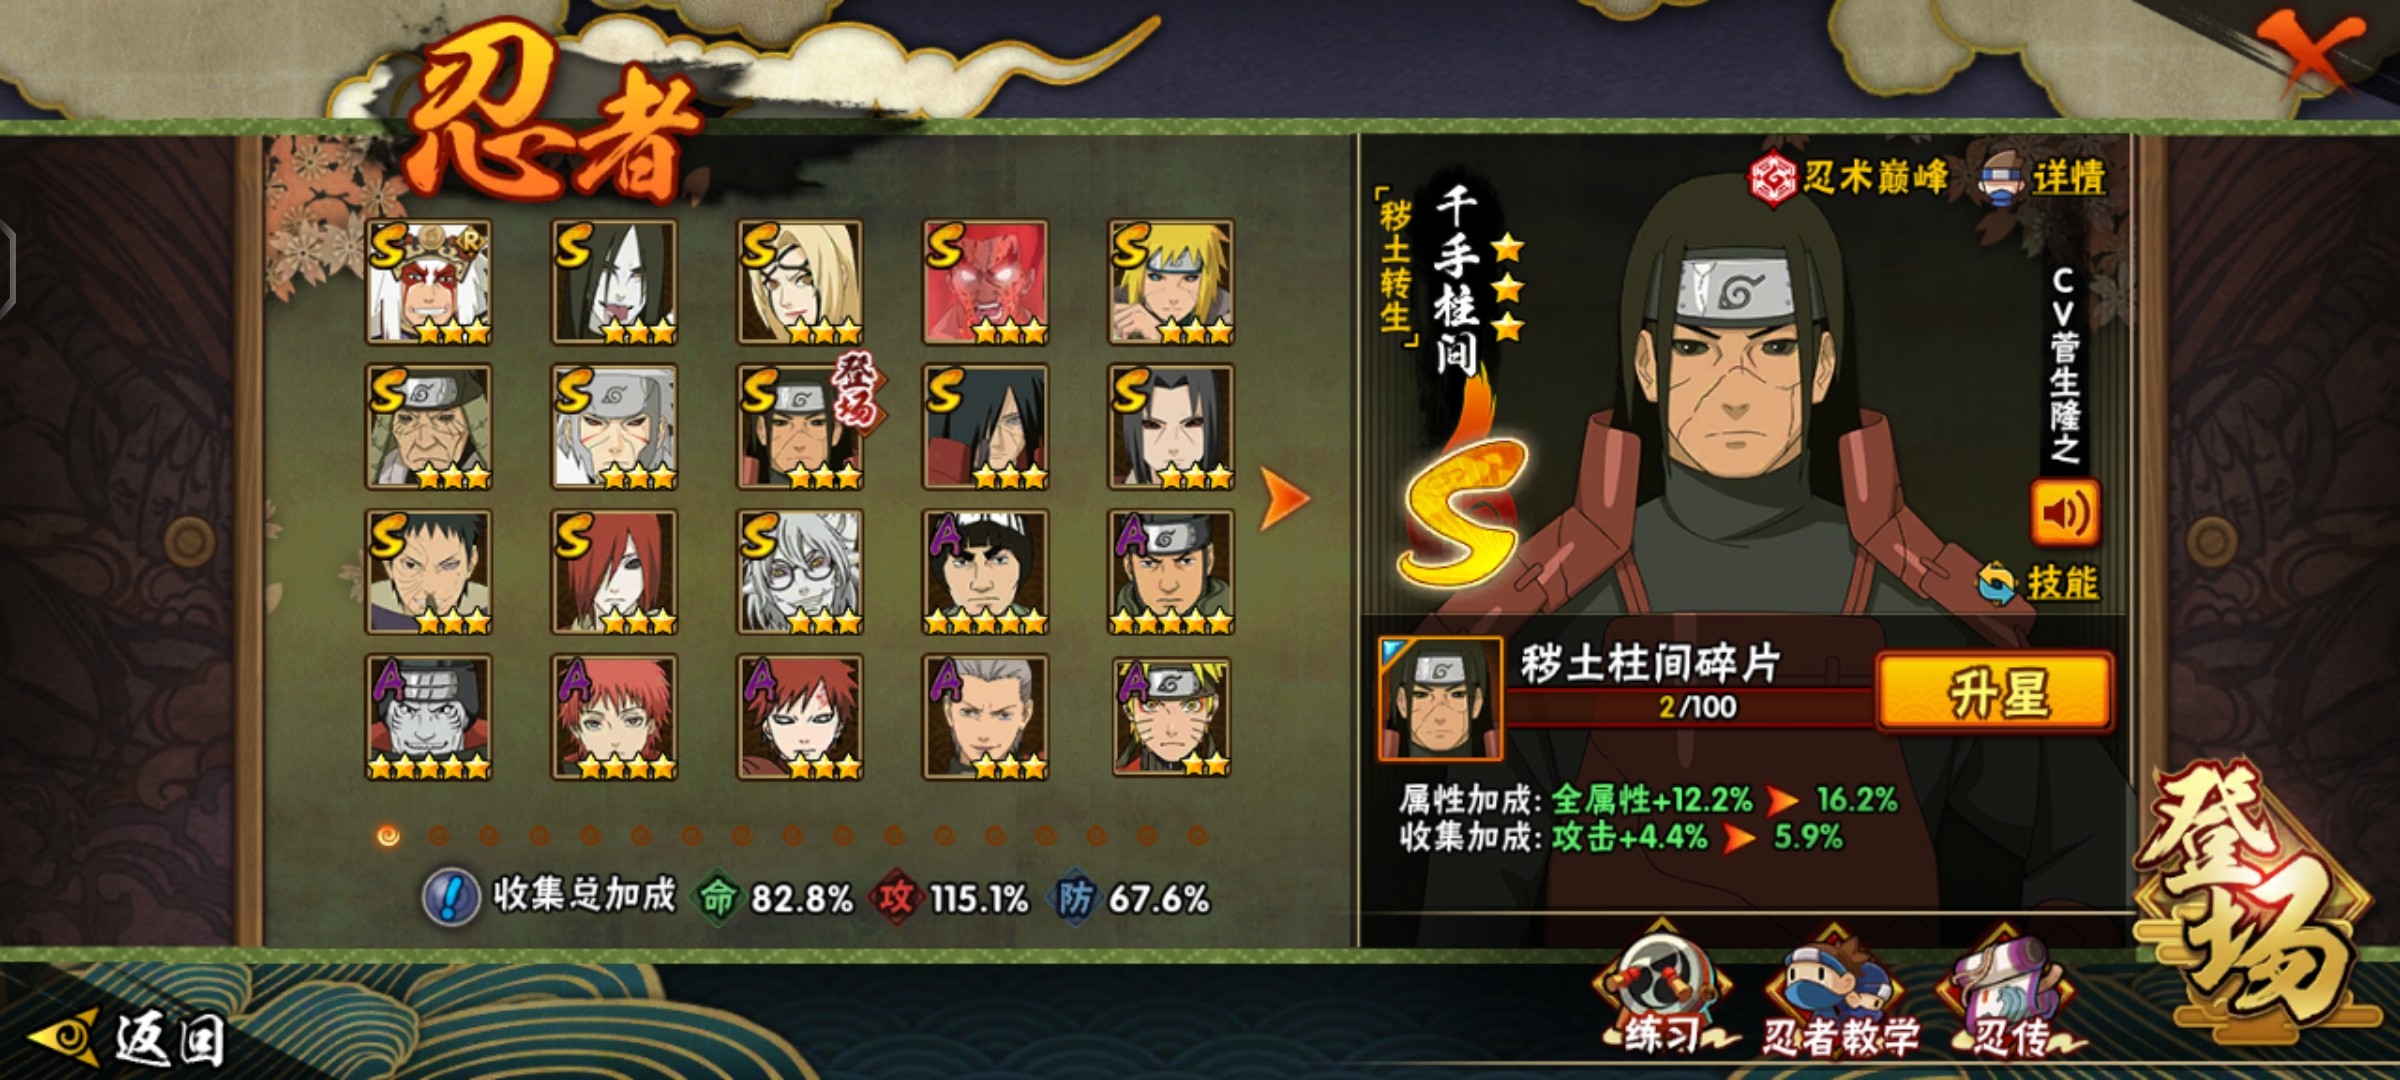 忍者
S R
S
S
S
S
S
S
S 登场
S
S
S
S
S
A
A
A
A
A
A
A
收集总加成 命 82.8% 攻 115.1% 防 67.6%
返回
忍术巅峰 详情
「秽土转生」
千手柱间
S
CV菅生隆之
技能
秽土柱间碎片
2/100
升星
属性加成: 全属性+12.2% 16.2%
收集加成: 攻击+4.4% 5.9%
登场
练习 忍者教学 忍传